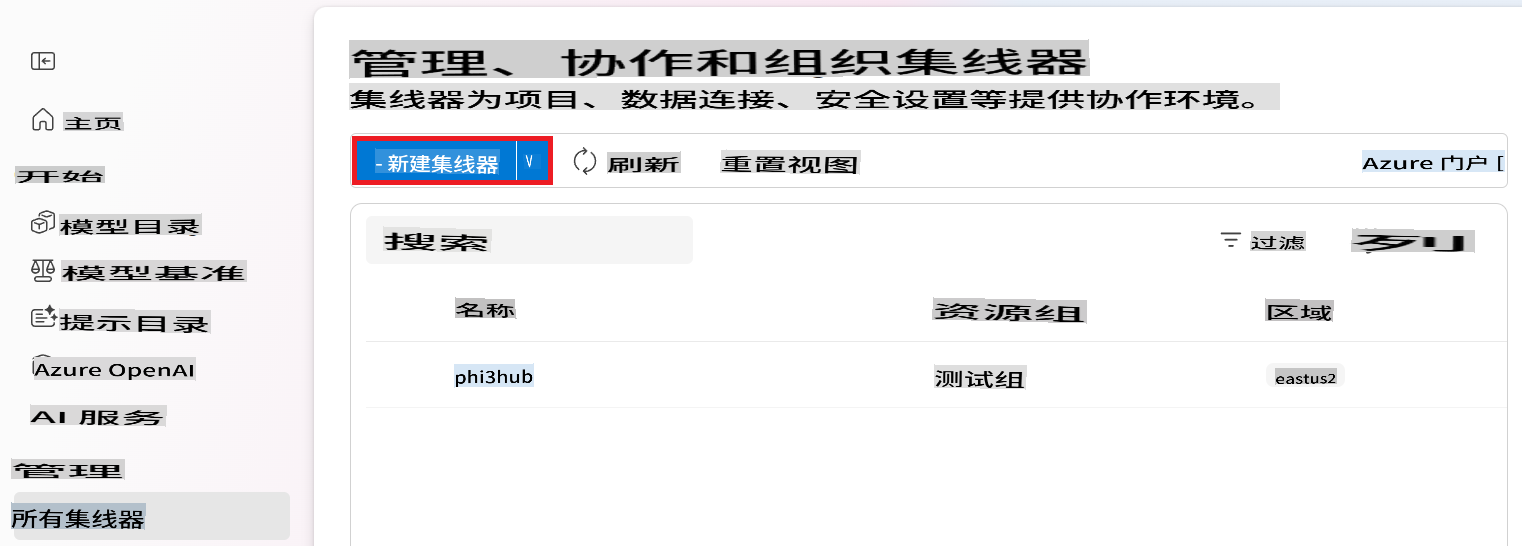 主页
开始
模型目录
模型基准
提示目录
Azure OpenAI
AI 服务
管理
所有集线器
管理、协作和组织集线器
集线器为项目、数据连接、安全设置等提供协作环境。
- 新建集线器 ∨
刷新
重置视图
Azure 门户 [
搜索
过滤
名称 资源组 区域
phi3hub 测试组 eastus2